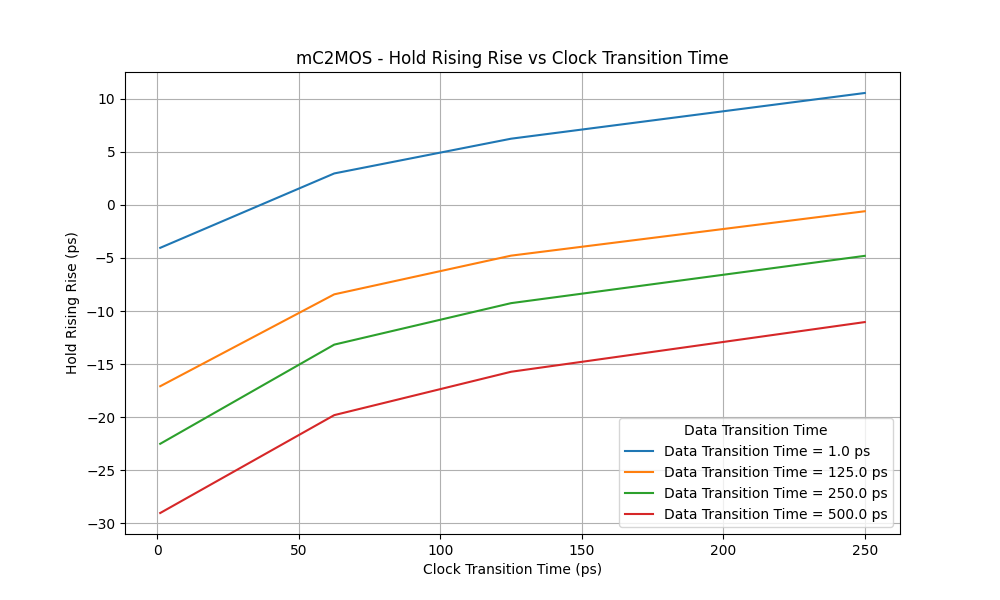 mC2MOS - Hold Rising Rise vs Clock Transition Time
Hold Rising Rise (ps)
10
5
0
−5
−10
−15
−20
−25
−30
0
50
100
150
200
250
Clock Transition Time (ps)
Data Transition Time
Data Transition Time = 1.0 ps
Data Transition Time = 125.0 ps
Data Transition Time = 250.0 ps
Data Transition Time = 500.0 ps